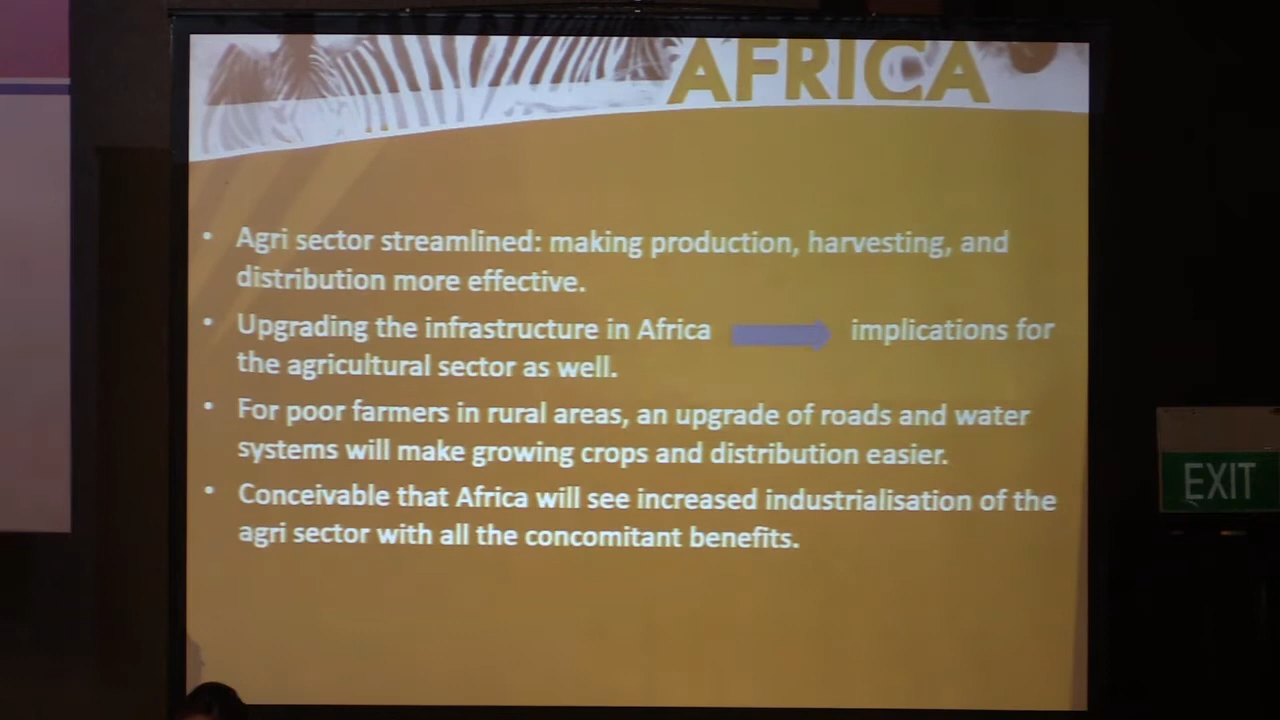 AFRICA
• Agri sector streamlined: making production, harvesting, and
distribution more effective.
• Upgrading the infrastructure in Africa implications for
the agricultural sector as well.
• For poor farmers in rural areas, an upgrade of roads and water
systems will make growing crops and distribution easier.
• Conceivable that Africa will see increased industrialisation of the
agri sector with all the concomitant benefits.
EXIT